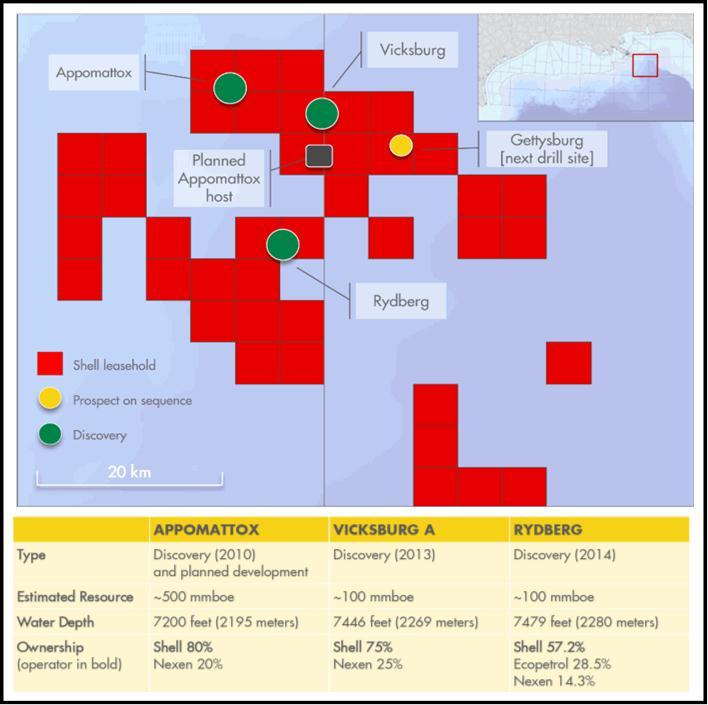 Appomattox
Vicksburg
Planned
Appomattox
host
Gettysburg
[next drill site]
Rydberg
Shell leasehold
Prospect on sequence
Discovery
20 km
APPOMATTOX VICKSBURG A RYDBERG
Type Discovery (2010) Discovery (2013) Discovery (2014)
and planned development
Estimated Resource ~500 mmboe ~100 mmboe ~100 mmboe
Water Depth 7200 feet (2195 meters) 7446 feet (2269 meters) 7479 feet (2280 meters)
Ownership Shell 80% Shell 75% Shell 57.2%
(operator in bold) Nexen 20% Nexen 25% Ecopetrol 28.5%
Nexen 14.3%